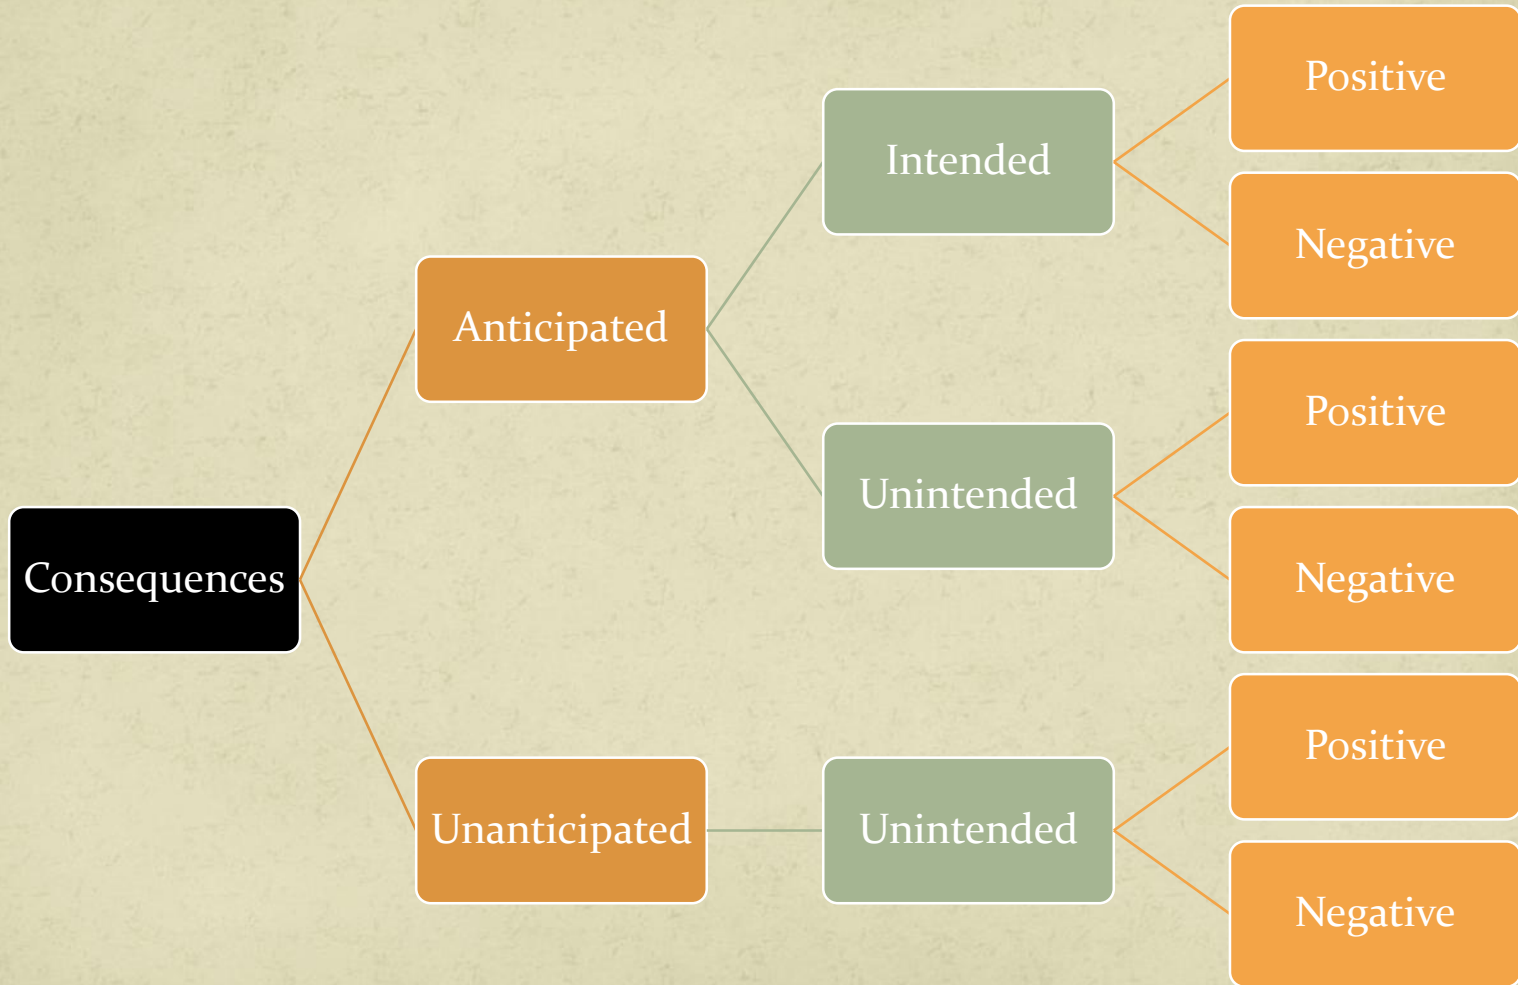 Positive
Intended
Negative
Anticipated
Positive
Unintended
Negative
Consequences
Positive
Unanticipated
Unintended
Negative